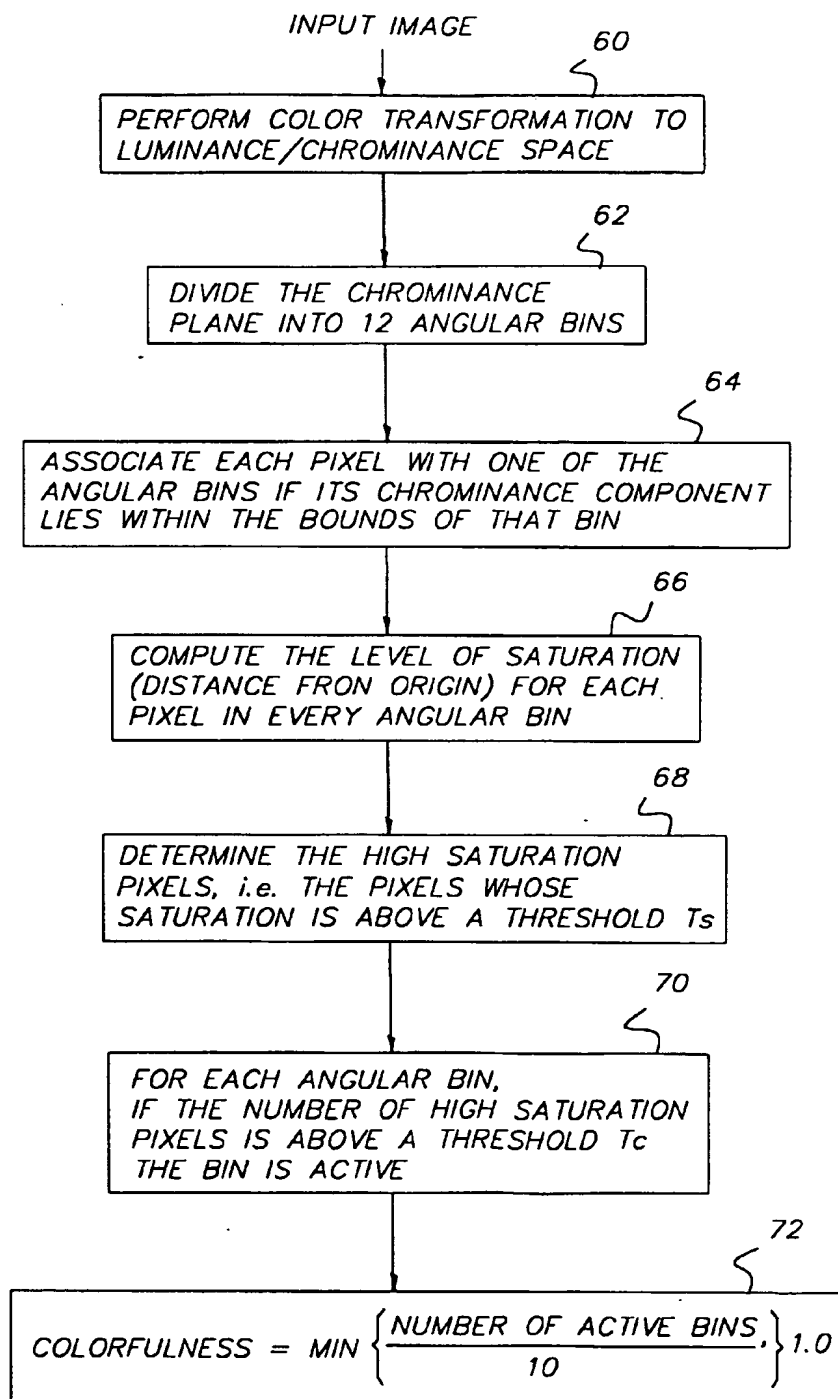 INPUT IMAGE
60
PERFORM COLOR TRANSFORMATION TO
LUMINANCE/CHROMINANCE SPACE
62
DIVIDE THE CHROMINANCE
PLANE INTO 12 ANGULAR BINS
64
ASSOCIATE EACH PIXEL WITH ONE OF THE
ANGULAR BINS IF ITS CHROMINANCE COMPONENT
LIES WITHIN THE BOUNDS OF THAT BIN
66
COMPUTE THE LEVEL OF SATURATION
(DISTANCE FRON ORIGIN) FOR EACH
PIXEL IN EVERY ANGULAR BIN
68
DETERMINE THE HIGH SATURATION
PIXELS, i.e. THE PIXELS WHOSE
SATURATION IS ABOVE A THRESHOLD Ts
70
FOR EACH ANGULAR BIN,
IF THE NUMBER OF HIGH SATURATION
PIXELS IS ABOVE A THRESHOLD Tc
THE BIN IS ACTIVE
72
COLORFULNESS = MIN { NUMBER OF ACTIVE BINS / 10 , } 1.0